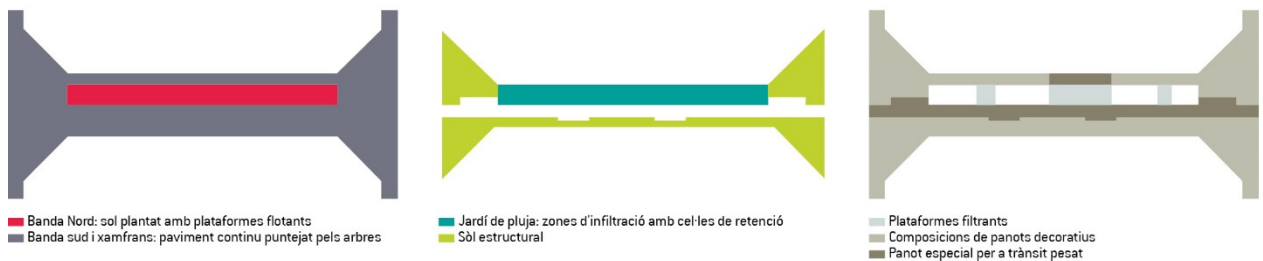 Banda Nord: sol plantat amb plataformes flotants
Banda sud i xamfrans: paviment continu puntejat pels arbres
Jardí de pluja: zones d'infiltració amb cel·les de retenció
Sòl estructural
Plataformes filtrants
Composicions de panots decoratius
Panot especial per a trànsit pesat